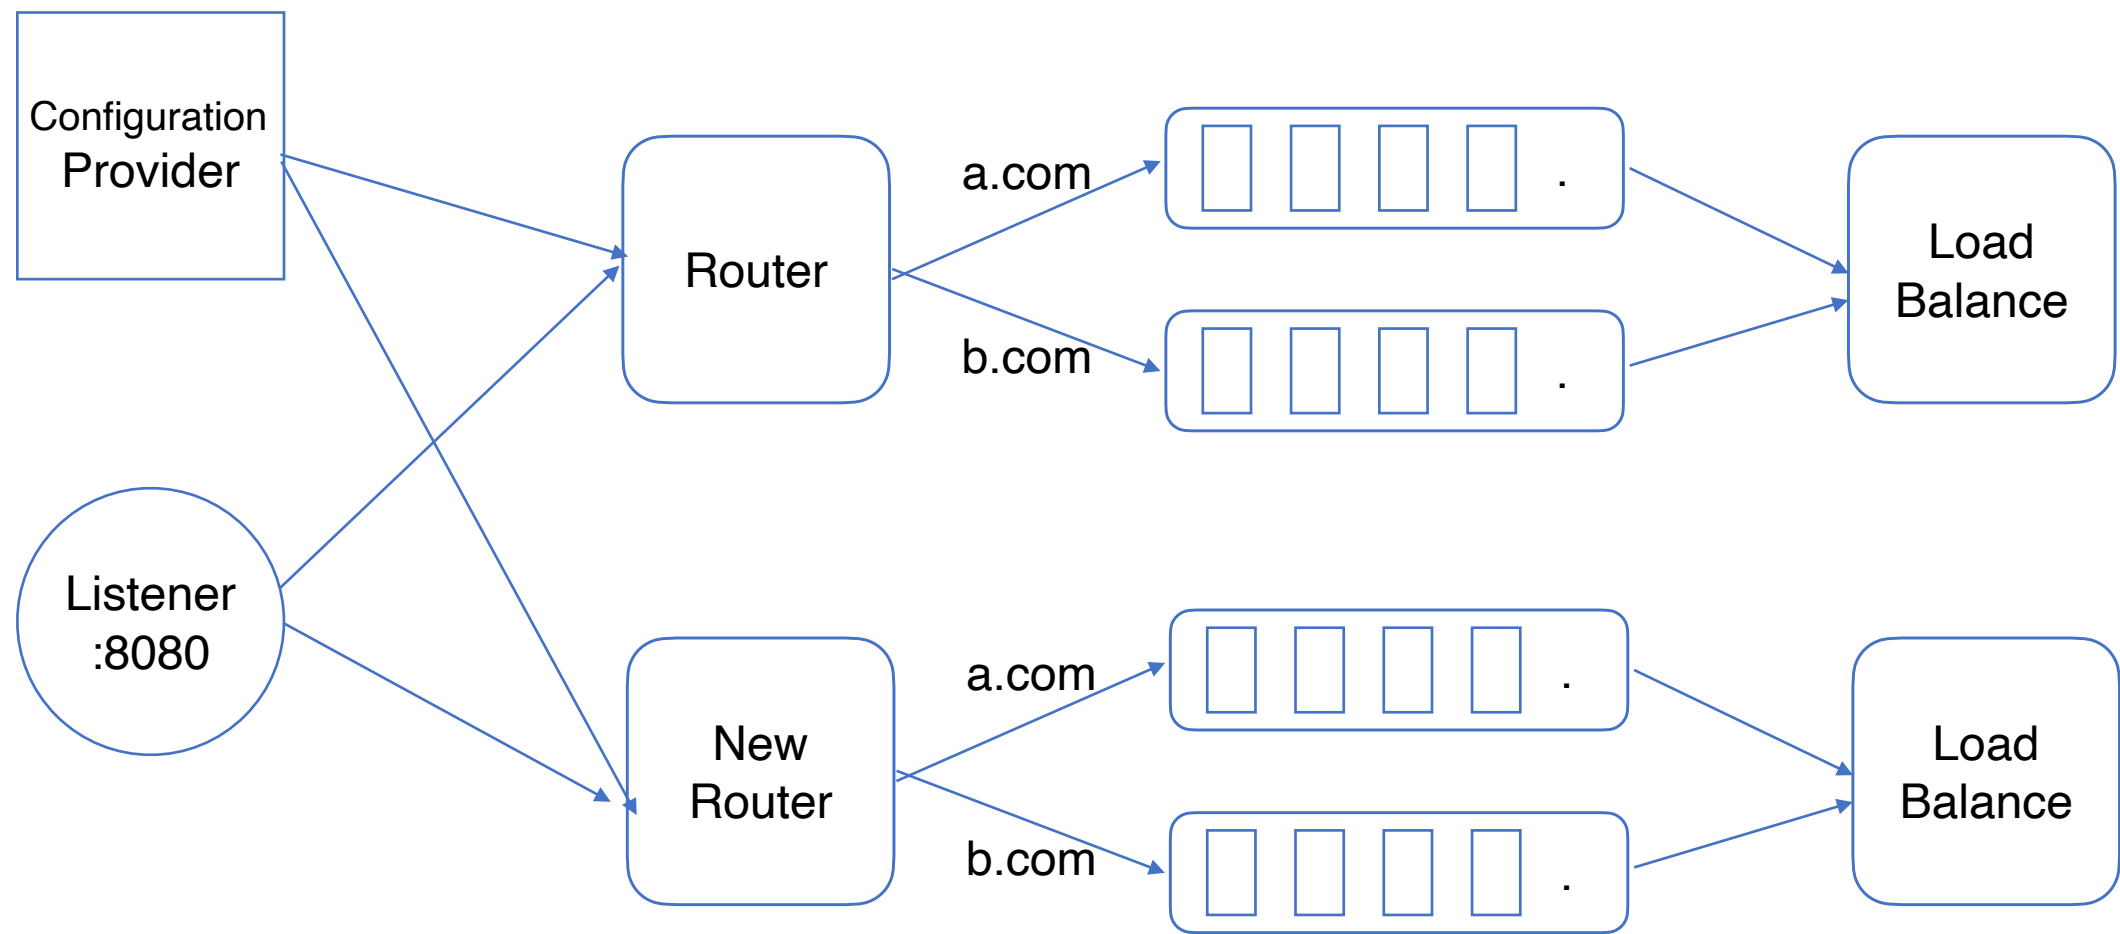 Configuration
Provider
Router
a.com
b.com
.
.
Load
Balance
Listener
:8080
New
Router
a.com
b.com
.
.
Load
Balance